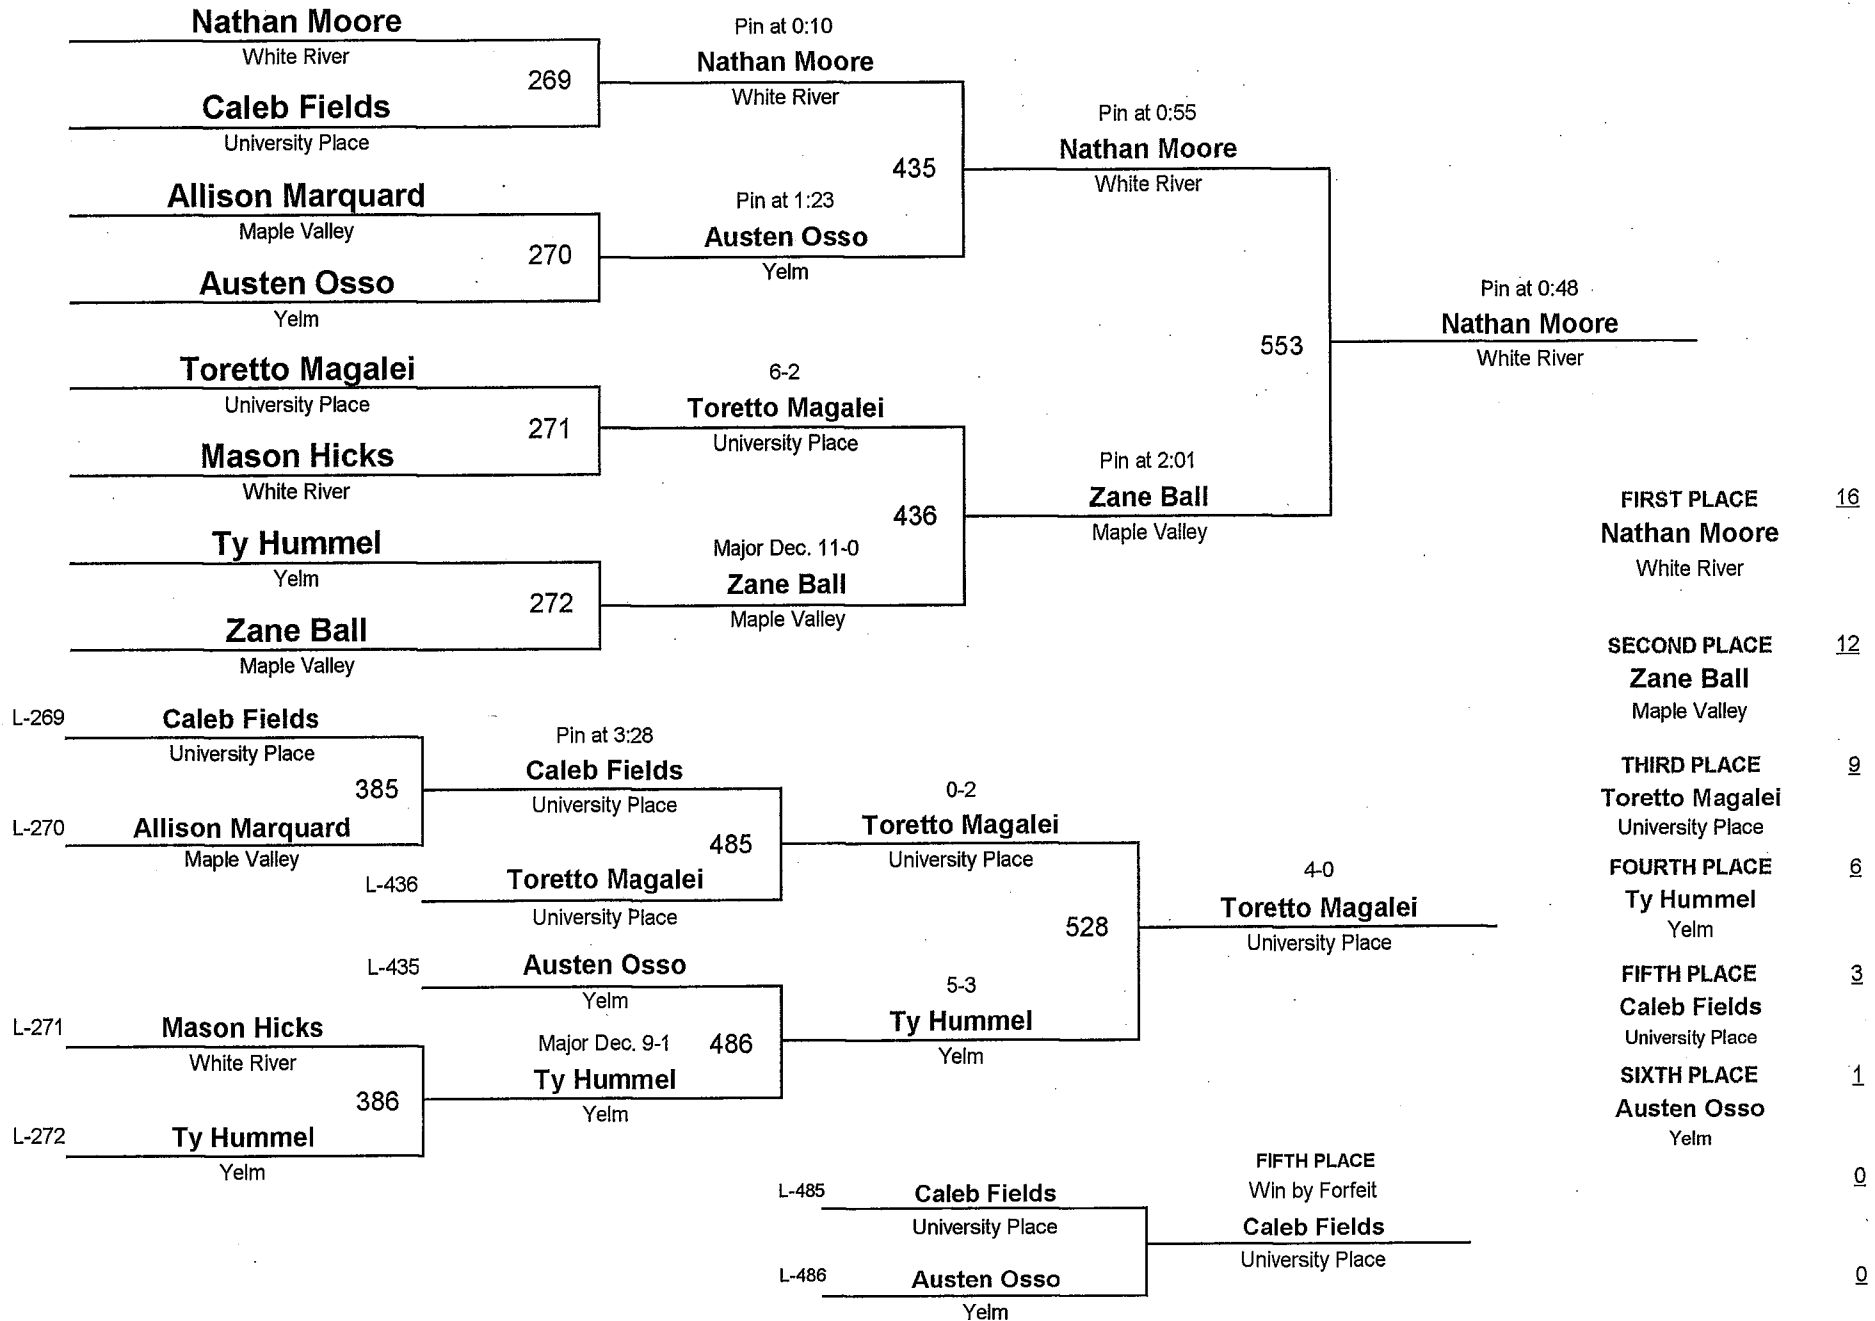 Nathan Moore
White River
269
Caleb Fields
University Place
Allison Marquard
Maple Valley
270
Austen Osso
Yelm
Toretto Magalei
University Place
271
Mason Hicks
White River
Ty Hummel
Yelm
272
Zane Ball
Maple Valley
Pin at 0:10
Nathan Moore
White River
435
Pin at 1:23
Austen Osso
Yelm
6-2
Toretto Magalei
University Place
436
Major Dec. 11-0
Zane Ball
Maple Valley
Pin at 0:55
Nathan Moore
White River
553
Pin at 2:01
Zane Ball
Maple Valley
Pin at 0:48
Nathan Moore
White River
L-269
Caleb Fields
University Place
385
L-270
Allison Marquard
Maple Valley
L-271
Mason Hicks
White River
386
L-272
Ty Hummel
Yelm
Pin at 3:28
Caleb Fields
University Place
485
L-436
Toretto Magalei
University Place
L-435
Austen Osso
Yelm
Major Dec. 9-1
486
Ty Hummel
Yelm
0-2
Toretto Magalei
University Place
528
5-3
Ty Hummel
Yelm
4-0
Toretto Magalei
University Place
L-485
Caleb Fields
University Place
L-486
Austen Osso
Yelm
FIFTH PLACE
Win by Forfeit
Caleb Fields
University Place
FIRST PLACE 16
Nathan Moore
White River
SECOND PLACE 12
Zane Ball
Maple Valley
THIRD PLACE 9
Toretto Magalei
University Place
FOURTH PLACE 6
Ty Hummel
Yelm
FIFTH PLACE 3
Caleb Fields
University Place
SIXTH PLACE 1
Austen Osso
Yelm
0
0